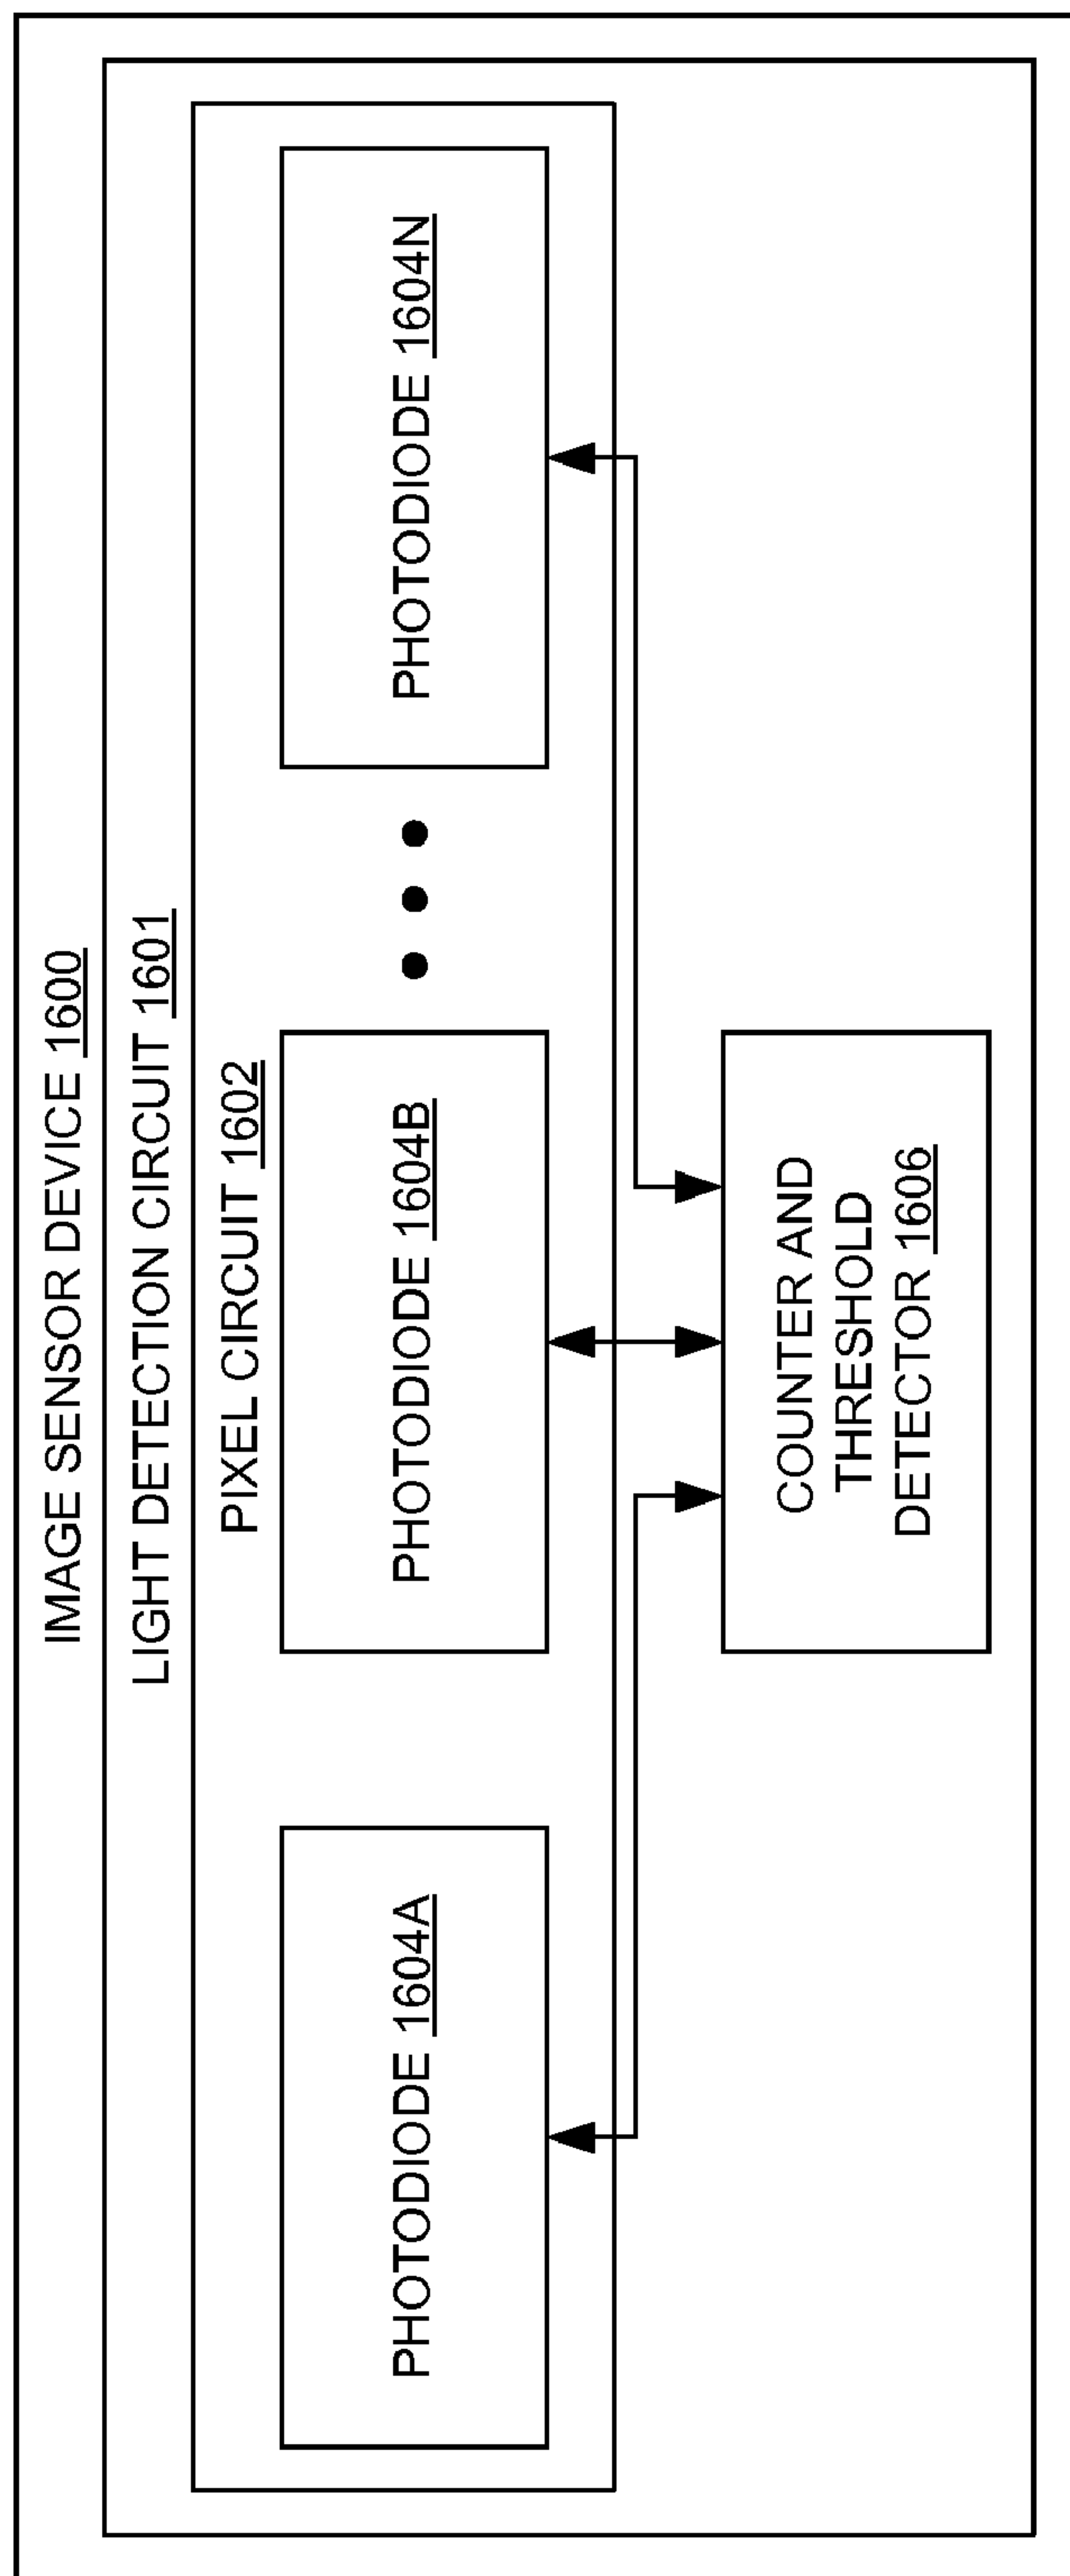 IMAGE SENSOR DEVICE 1600
LIGHT DETECTION CIRCUIT 1601
PIXEL CIRCUIT 1602
PHOTODIODE 1604A
PHOTODIODE 1604B
PHOTODIODE 1604N
COUNTER AND
THRESHOLD
DETECTOR 1606